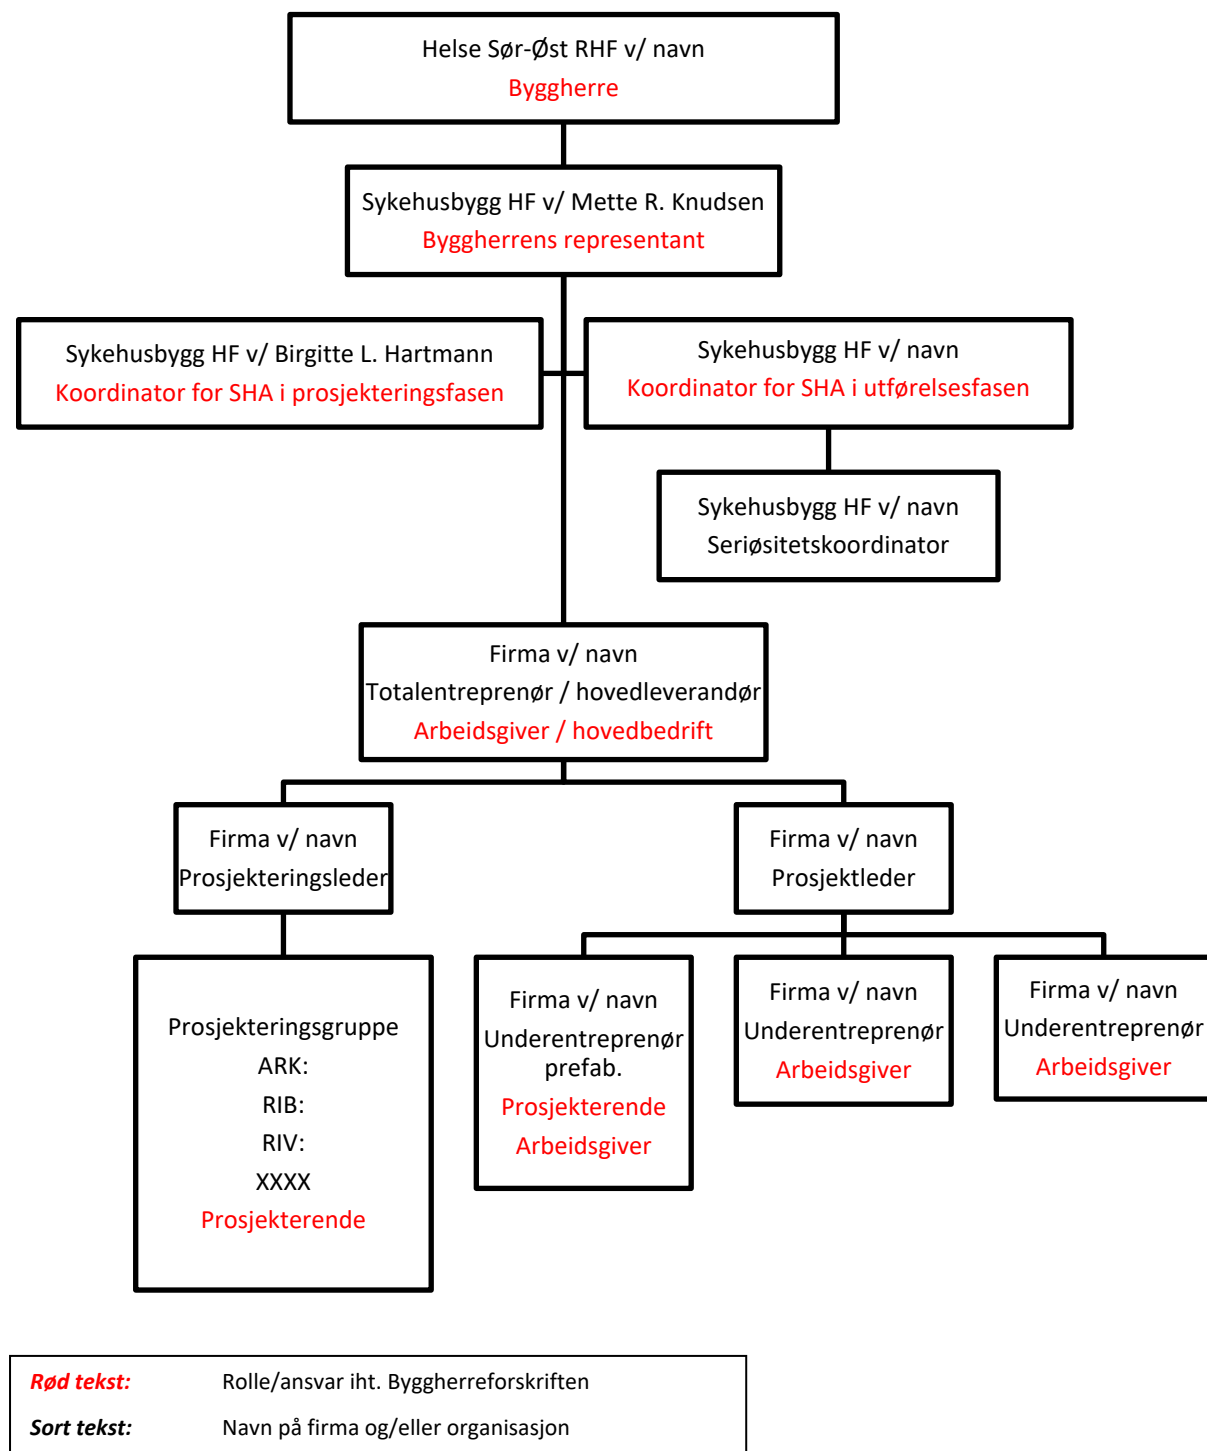 Helse Sør-Øst RHF v/ navn
Byggherre
Sykehusbygg HF v/ Mette R. Knudsen
Byggherrens representant
Sykehusbygg HF v/ Birgitte L. Hartmann
Koordinator for SHA i prosjekteringsfasen
Sykehusbygg HF v/ navn
Koordinator for SHA i utførelsesfasen
Sykehusbygg HF v/ navn
Seriøsitetskoordinator
Firma v/ navn
Totalentreprenør / hovedleverandør
Arbeidsgiver / hovedbedrift
Firma v/ navn
Prosjekteringsleder
Firma v/ navn
Prosjektleder
Prosjekteringsgruppe
ARK:
RIB:
RIV:
XXXX
Prosjekterende
Firma v/ navn
Underentreprenør
prefab.
Prosjekterende
Arbeidsgiver
Firma v/ navn
Underentreprenør
Arbeidsgiver
Firma v/ navn
Underentreprenør
Arbeidsgiver
Rød tekst: Rolle/ansvar iht. Byggherreforskriften
Sort tekst: Navn på firma og/eller organisasjon